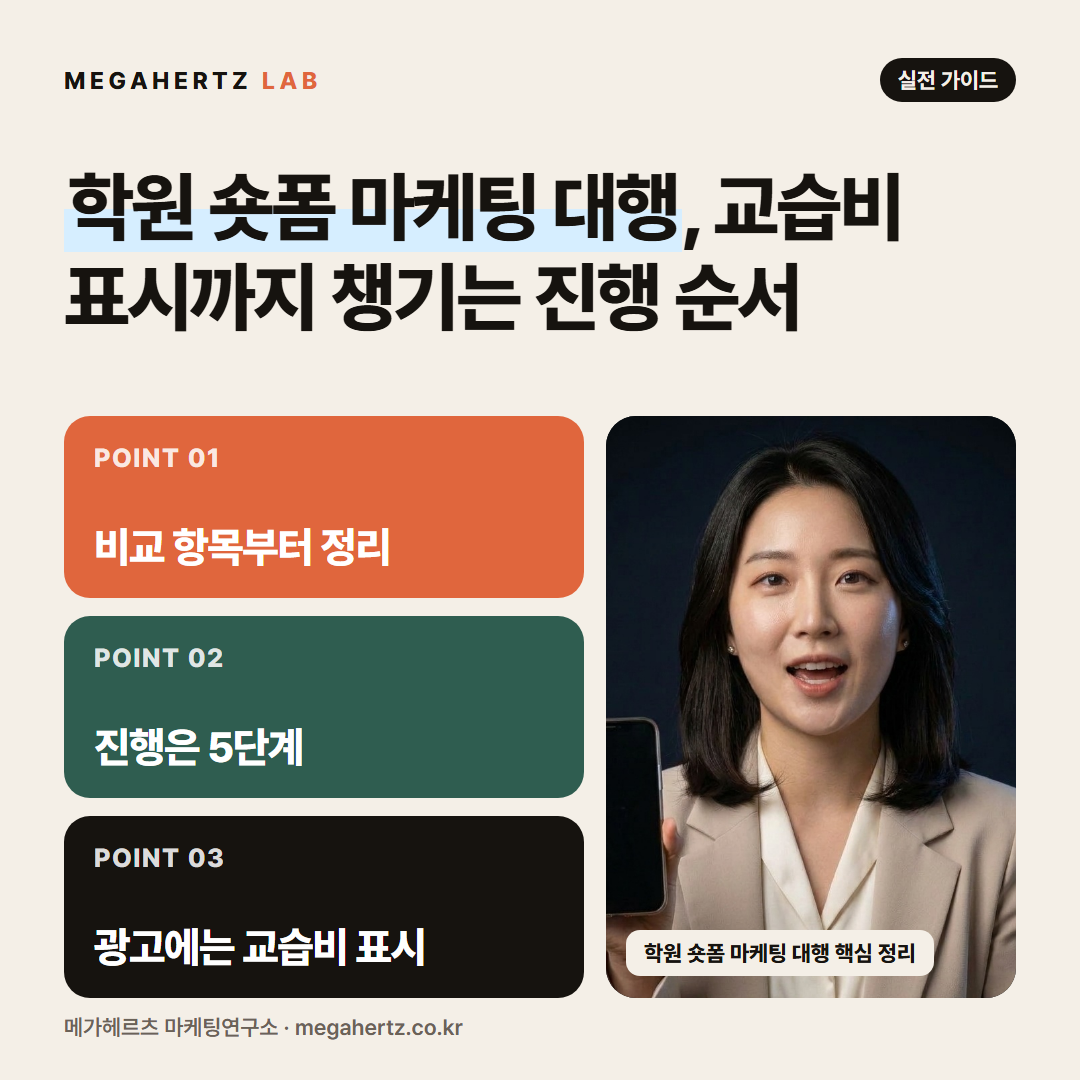 MEGAHERTZ LAB
실전 가이드
학원 숏폼 마케팅 대행, 교습비
표시까지 챙기는 진행 순서
POINT 01
비교 항목부터 정리
POINT 02
진행은 5단계
POINT 03
광고에는 교습비 표시
학원 숏폼 마케팅 대행 핵심 정리
메가헤르츠 마케팅연구소 · megahertz.co.kr